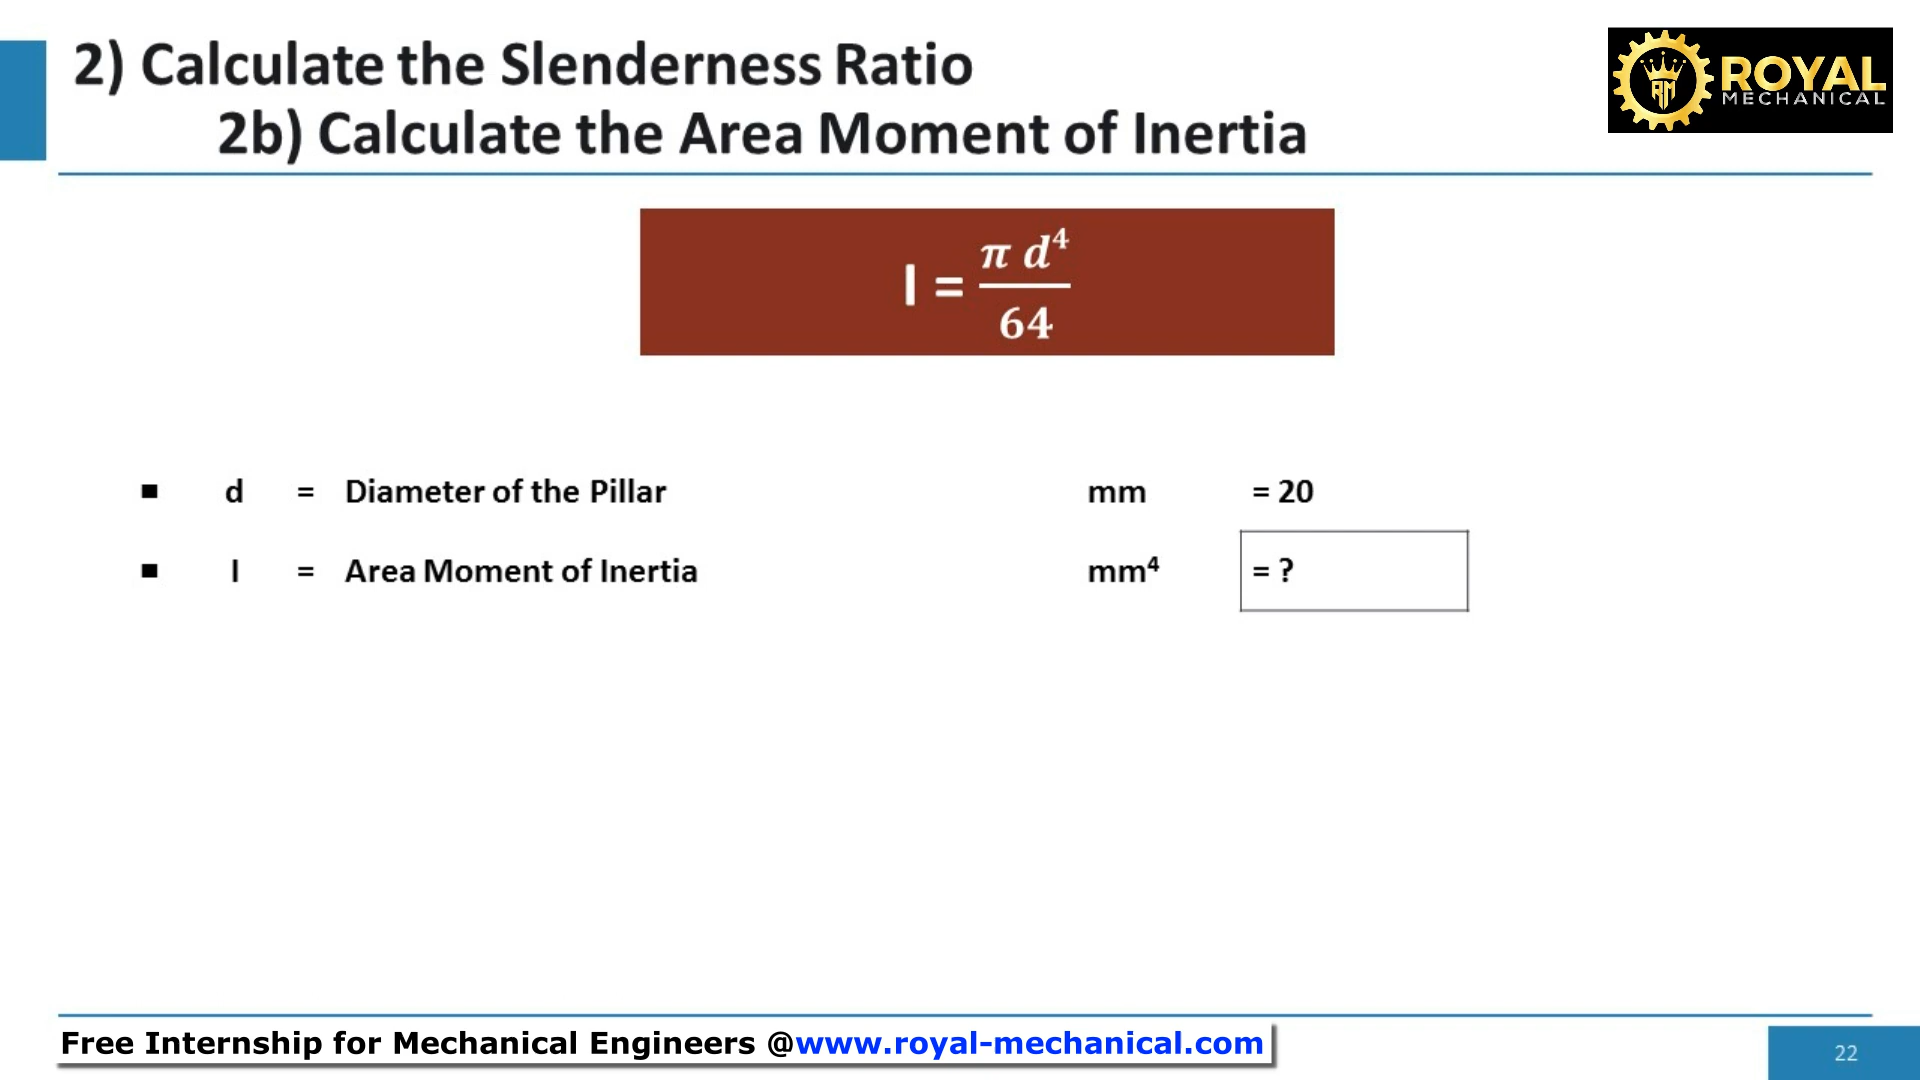 2) Calculate the Slenderness Ratio
2b) Calculate the Area Moment of Inertia
RM ROYAL
MECHANICAL
I = π d⁴ / 64
▪ d = Diameter of the Pillar mm = 20
▪ I = Area Moment of Inertia mm⁴ = ?
Free Internship for Mechanical Engineers @www.royal-mechanical.com
22